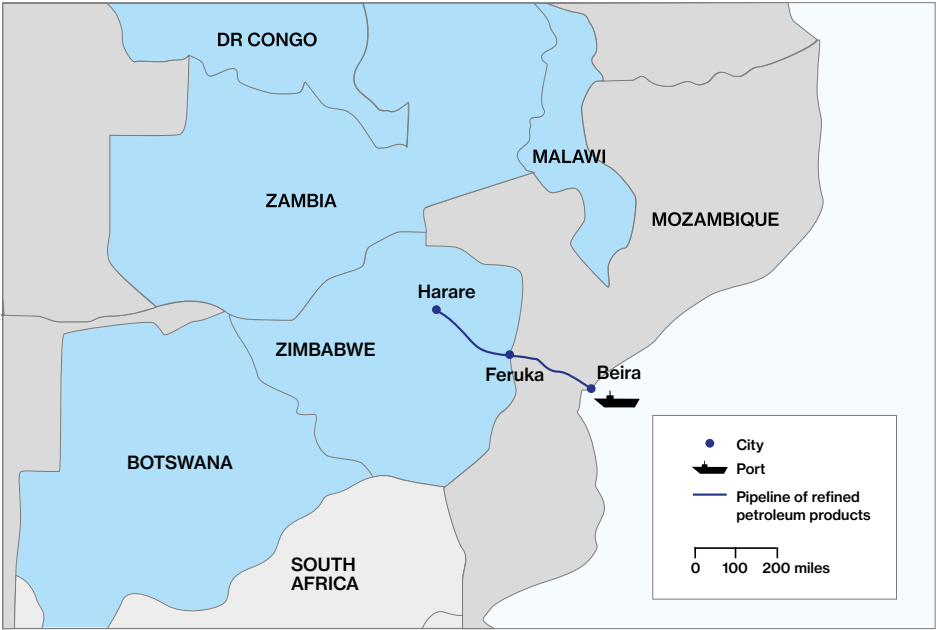 DR CONGO
MALAWI
ZAMBIA
MOZAMBIQUE
Harare
ZIMBABWE
Feruka
Beira
BOTSWANA
SOUTH
AFRICA
City
Port
Pipeline of refined
petroleum products
0 100 200 miles